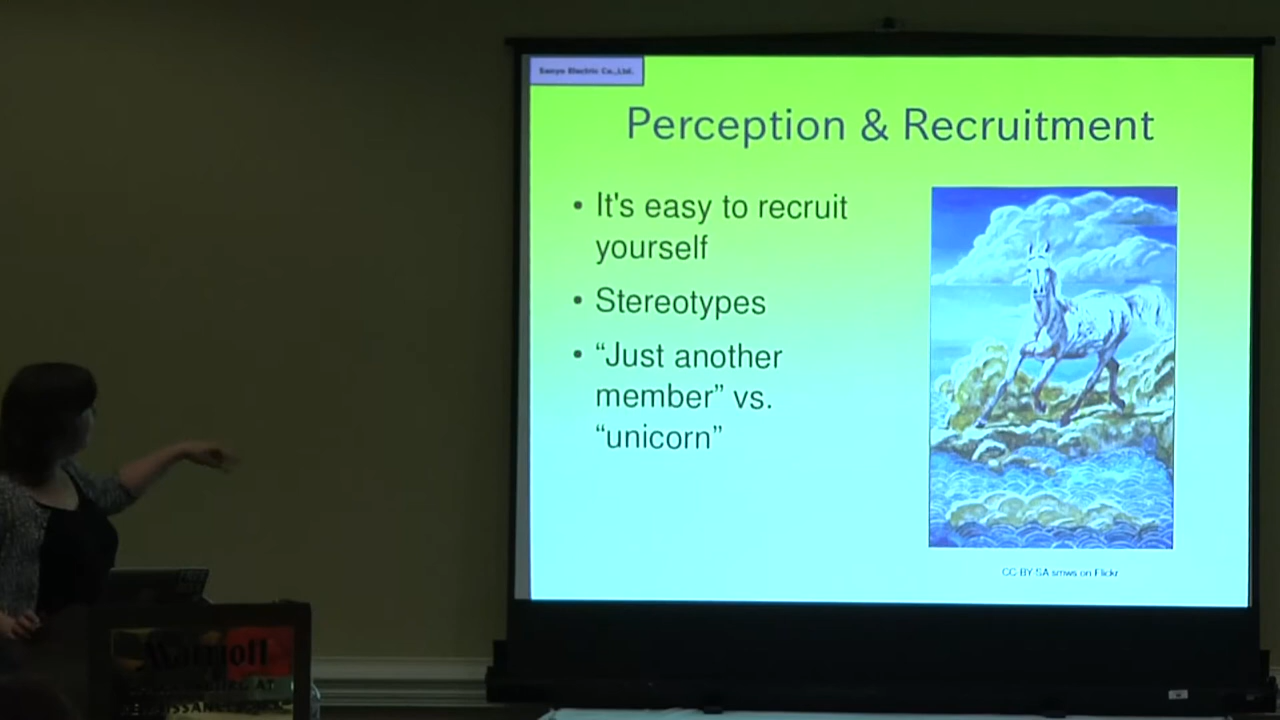 Sanyo Electric Co.,Ltd.
Perception & Recruitment
• It's easy to recruit
yourself
• Stereotypes
• “Just another
member” vs.
“unicorn”
CC BY SA smws on Flickr
Marriott
AT